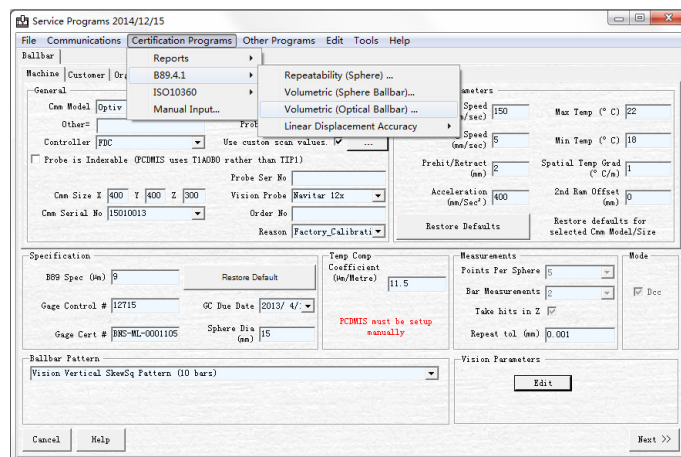 Service Programs 2014/12/15
File Communications Certification Programs Other Programs Edit Tools Help
Ballbar
Reports
B89.4.1
ISO10360
Manual Input...
Repeatability (Sphere) ...
Volumetric (Sphere Ballbar)...
Volumetric (Optical Ballbar) ...
Linear Displacement Accuracy
Machine Customer Org
General
Cmm Model Optiv
Other=
Controller FDC
Use custom scan values. ...
Probe is Indexable (PCDMIS uses T1A0B0 rather than TIP1)
Probe Ser No
Cmm Size X 400 Y 400 Z 300
Vision Probe Navitar 12x
Cmm Serial No 15010013
Order No
Reason Factory_Calibrati
Speed 150
Max Temp (° C) 22
Speed
(mm/sec) 5
Min Temp (° C) 18
Prehit/Retract
(mm) 2
Spatial Temp Grad
(° C/m) 1
Acceleration
(mm/Sec²) 400
2nd Ram Offset
(mm) 0
Restore Defaults
Restore defaults for
selected Cmm Model/Size
Specification
B89 Spec (Um) 9
Restore Default
Gage Control # 12715
GC Due Date 2013/ 4/
Gage Cert # BNS-ML-0001105
Sphere Dia
(mm) 15
Temp Comp
Coefficient
(Um/Metre) 11.5
PCDMIS must be setup
manually
Measurements
Points Per Sphere 5
Bar Measurements 2
Take hits in Z
Repeat tol (mm) 0.001
Mode
Dcc
Ballbar Pattern
Vision Vertical SkewSq Pattern (10 bars)
Vision Parameters
Edit
Cancel Help Next >>